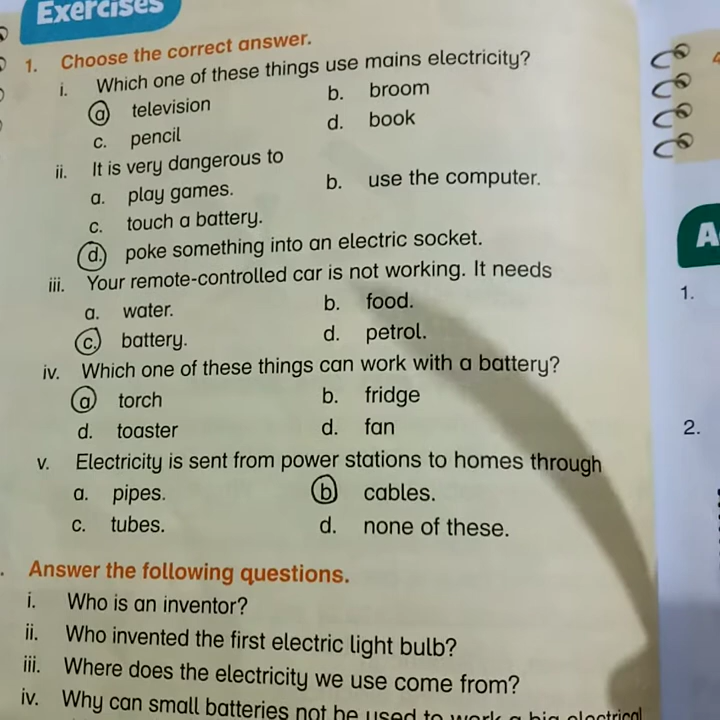 Exercises
1. Choose the correct answer.
i. Which one of these things use mains electricity?
a television b. broom
c. pencil d. book
ii. It is very dangerous to
a. play games. b. use the computer.
c. touch a battery.
d. poke something into an electric socket.
iii. Your remote-controlled car is not working. It needs
a. water. b. food.
c. battery. d. petrol.
iv. Which one of these things can work with a battery?
a torch b. fridge
d. toaster d. fan
v. Electricity is sent from power stations to homes through
a. pipes. b cables.
c. tubes. d. none of these.
. Answer the following questions.
i. Who is an inventor?
ii. Who invented the first electric light bulb?
iii. Where does the electricity we use come from?
iv. Why can small batteries not be used to work a big electrical
A
1.
2.